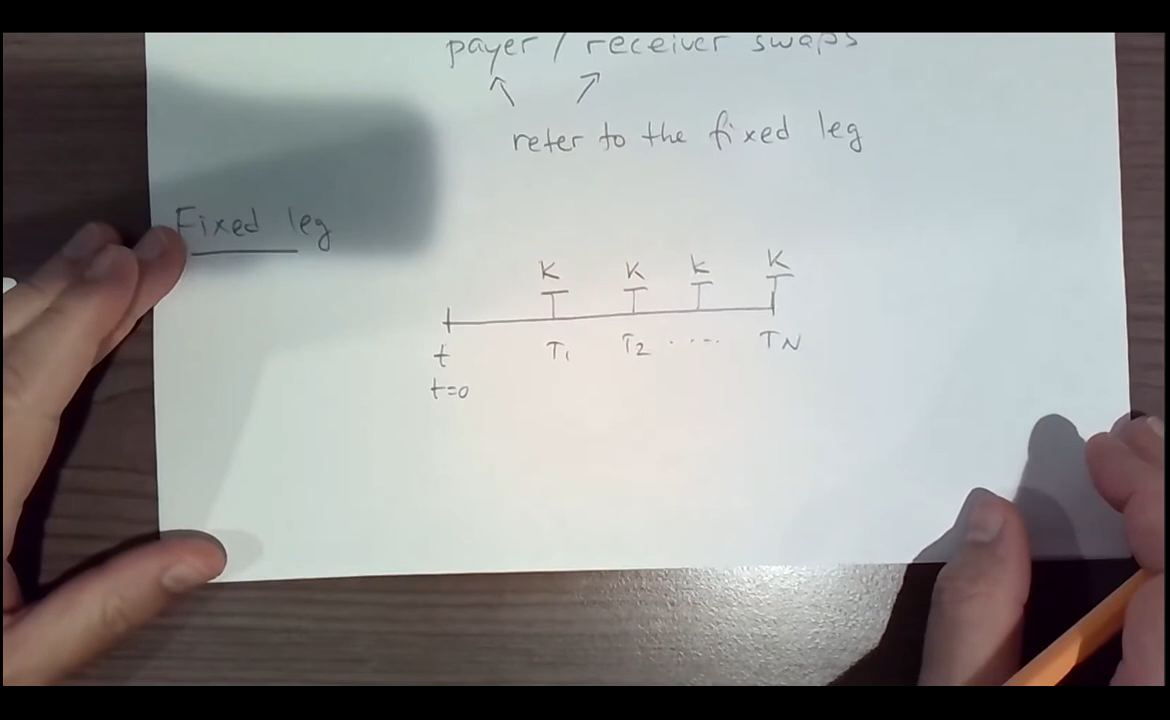 payer / receiver swaps
refer to the fixed leg
Fixed leg
K K K K
t T1 T2 ..... TN
t=0